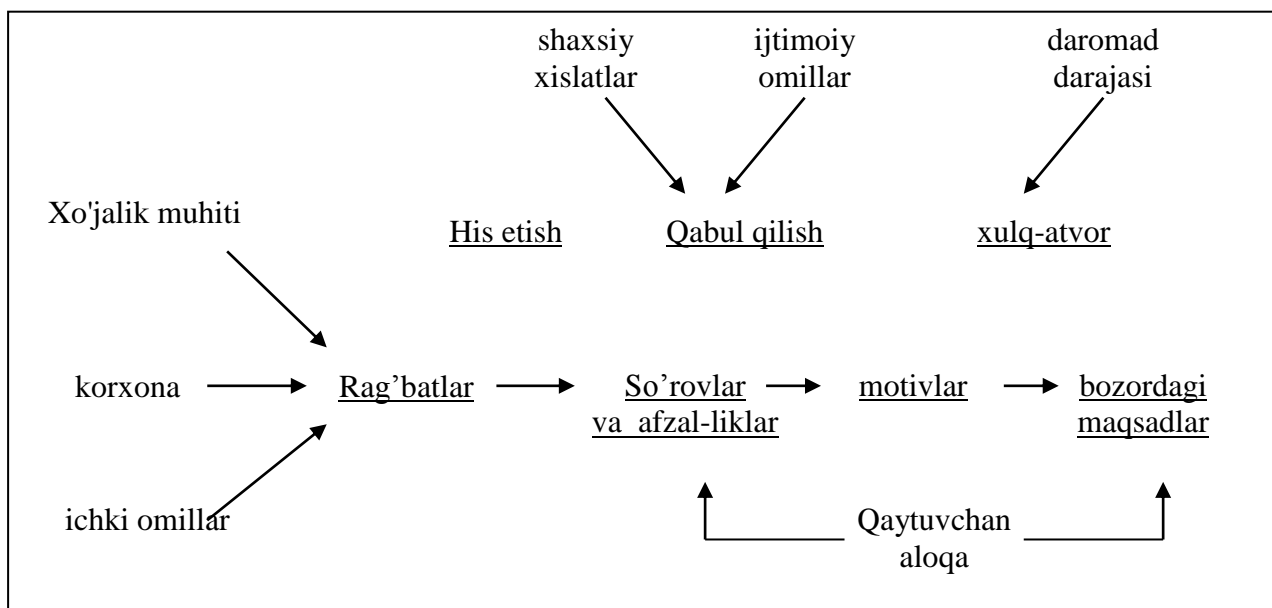 shaxsiy
xislatlar
ijtimoiy
omillar
daromad
darajasi
Xo'jalik muhiti
His etish
Qabul qilish
xulq-atvor
korxona
Rag’batlar
So’rovlar
va afzal-liklar
motivlar
bozordagi
maqsadlar
ichki omillar
Qaytuvchan
aloqa